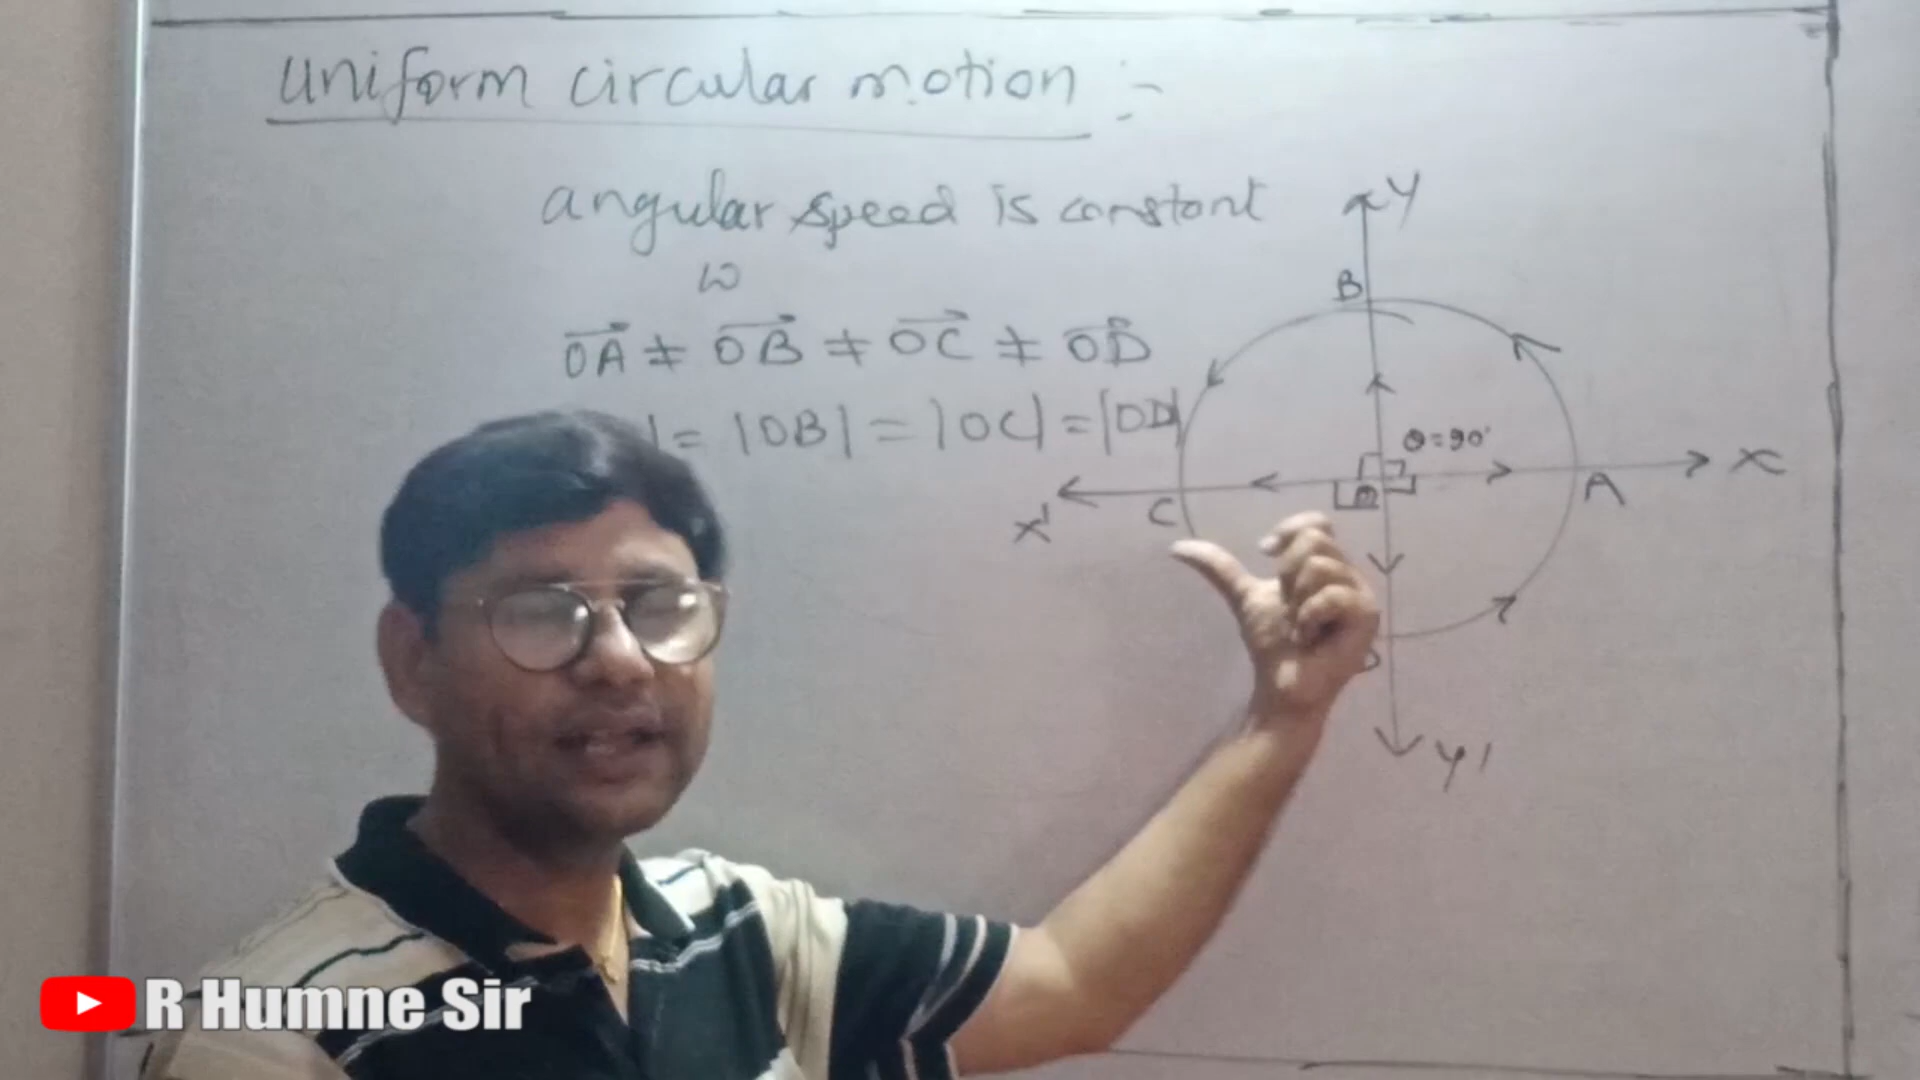 uniform circular motion :-
angular speed is constant
ω
OA ≠ OB ≠ OC ≠ OD
| = |OB| = |OC| = |OD|
Y
B
θ=90°
X
A
C
X'
Y'
R Humne Sir